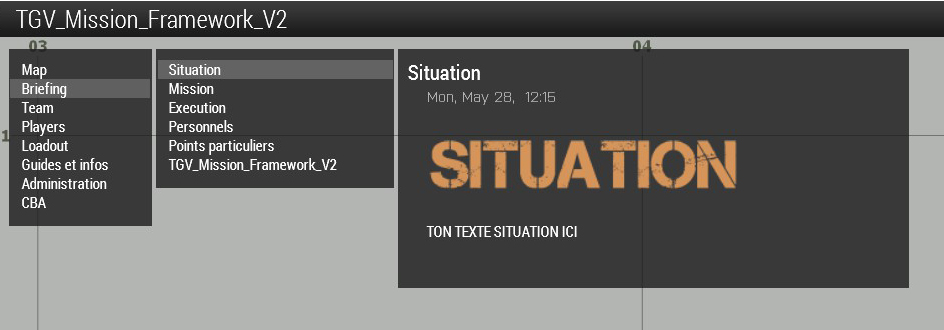 TGV_Mission_Framework_V2
03
04
1
Map
Briefing
Team
Players
Loadout
Guides et infos
Administration
CBA
Situation
Mission
Execution
Personnels
Points particuliers
TGV_Mission_Framework_V2
Situation
Mon, May 28, 12:15
SITUATION
TON TEXTE SITUATION ICI